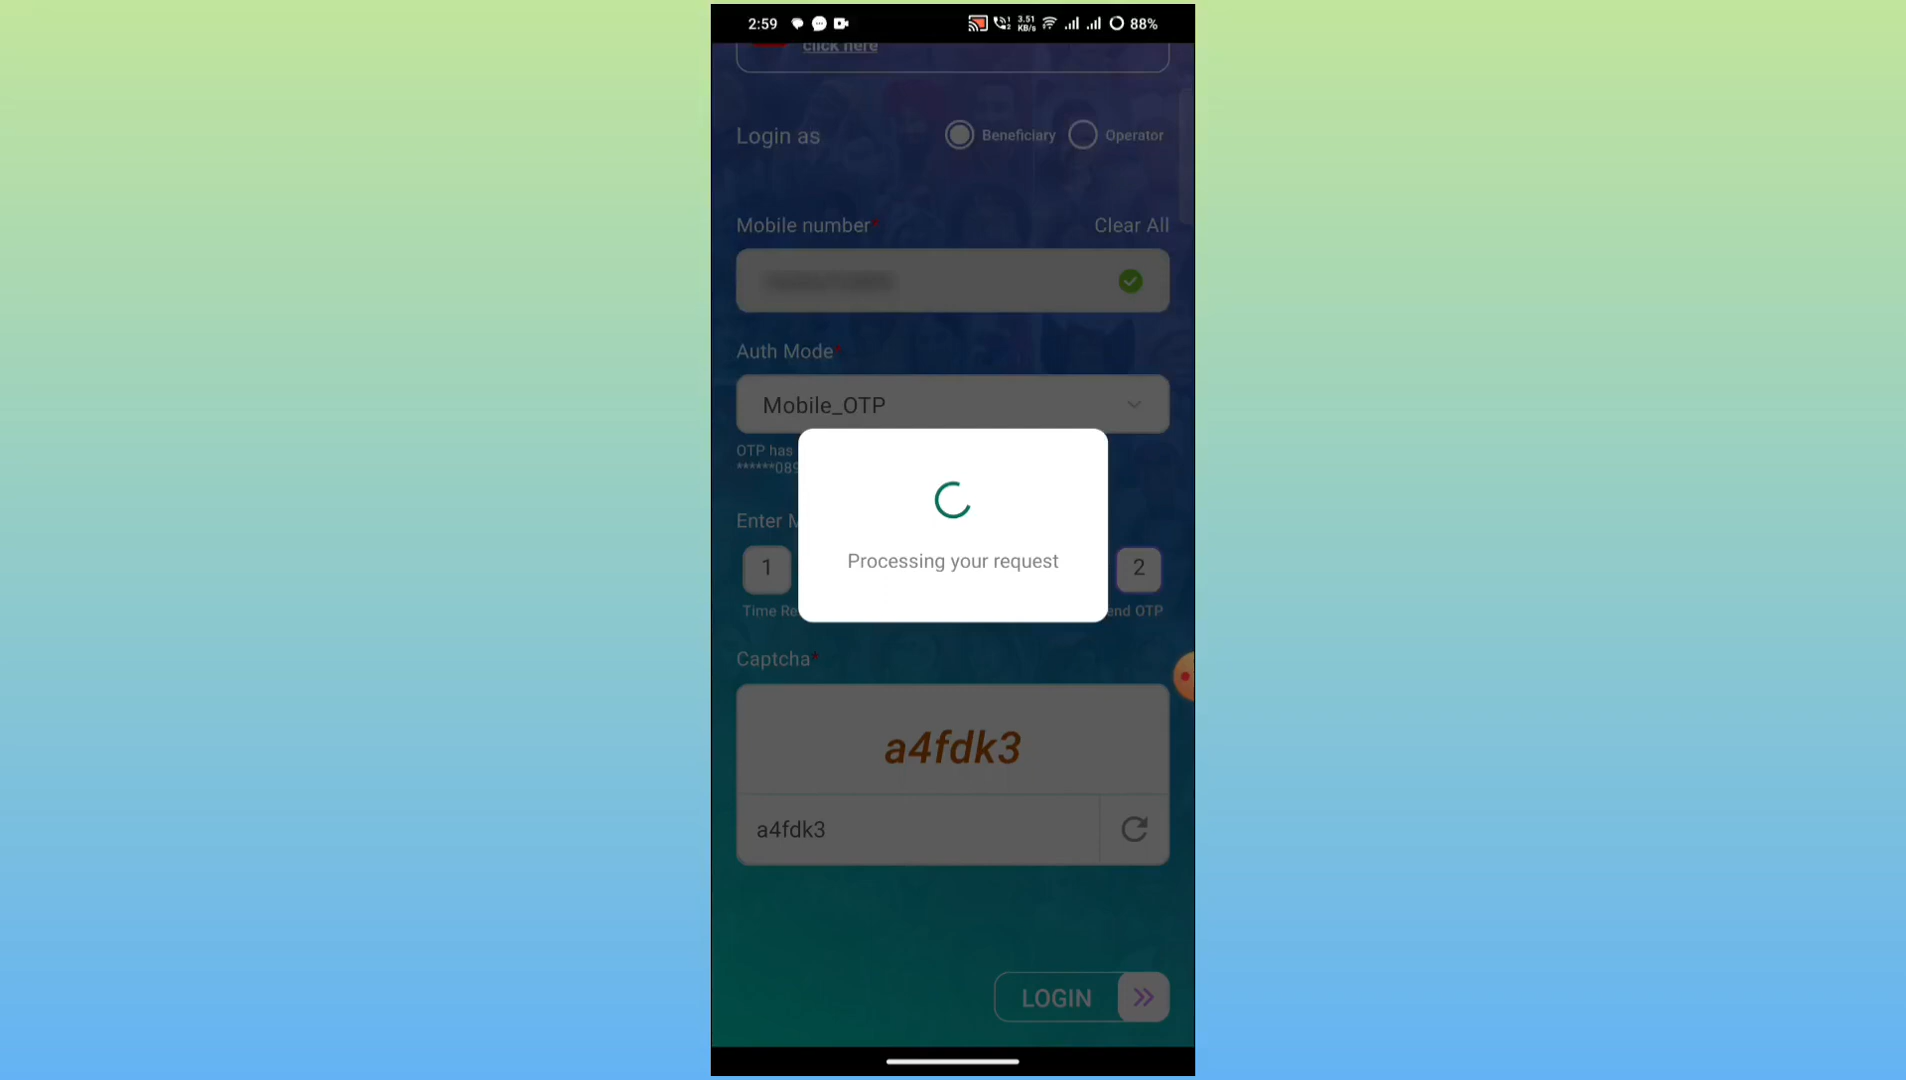 2:59 3.51 KB/s 88%
click here
Login as Beneficiary Operator
Mobile number* Clear All
Auth Mode*
Mobile_OTP
OTP has
******089
Enter M
1 2
Time Re end OTP
Processing your request
Captcha*
a4fdk3
a4fdk3
LOGIN